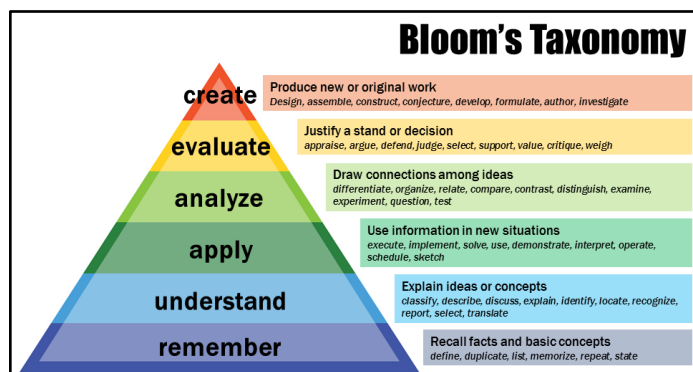 Bloom's Taxonomy
create
Produce new or original work
Design, assemble, construct, conjecture, develop, formulate, author, investigate
evaluate
Justify a stand or decision
appraise, argue, defend, judge, select, support, value, critique, weigh
analyze
Draw connections among ideas
differentiate, organize, relate, compare, contrast, distinguish, examine,
experiment, question, test
apply
Use information in new situations
execute, implement, solve, use, demonstrate, interpret, operate,
schedule, sketch
understand
Explain ideas or concepts
classify, describe, discuss, explain, identify, locate, recognize,
report, select, translate
remember
Recall facts and basic concepts
define, duplicate, list, memorize, repeat, state